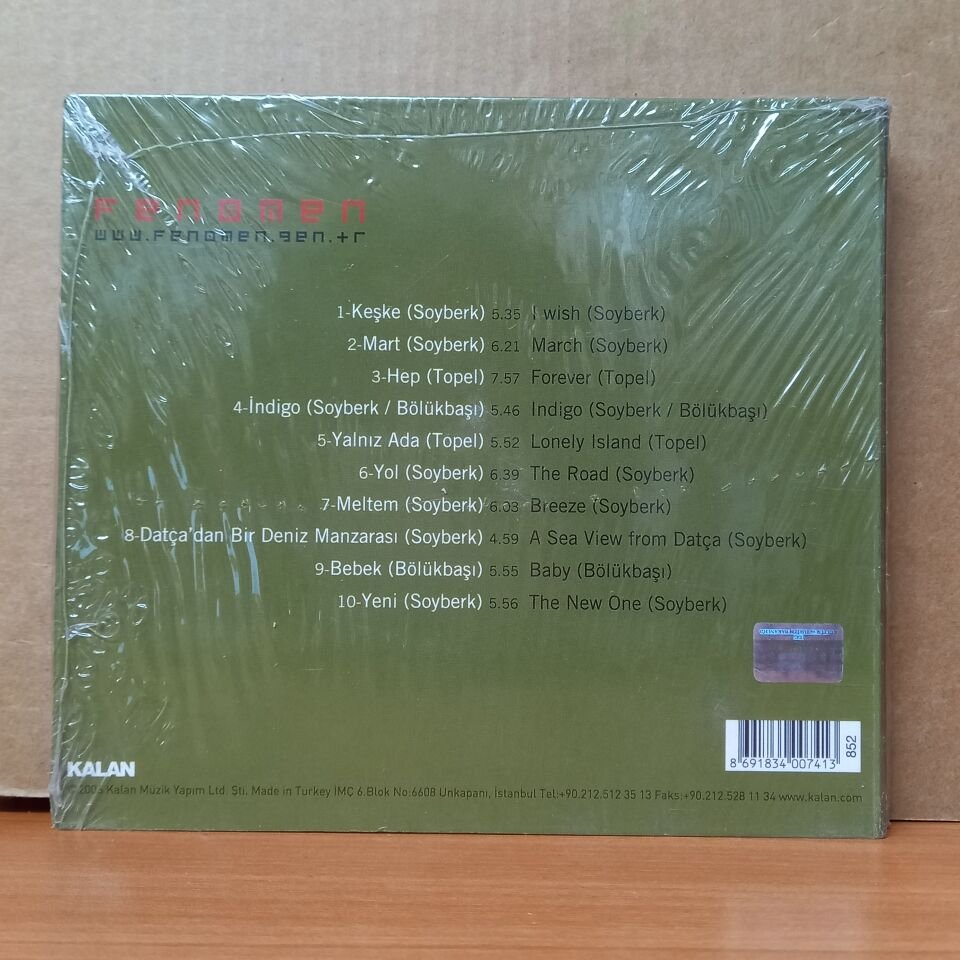 Fenomen
www.fenomen.gen.tr
1-Keşke (Soyberk) 5.35 I wish (Soyberk)
2-Mart (Soyberk) 6.21 March (Soyberk)
3-Hep (Topel) 7.57 Forever (Topel)
4-İndigo (Soyberk / Bölükbaşı) 5.46 Indigo (Soyberk / Bölükbaşı)
5-Yalnız Ada (Topel) 5.52 Lonely Island (Topel)
6-Yol (Soyberk) 6.39 The Road (Soyberk)
7-Meltem (Soyberk) 6.03 Breeze (Soyberk)
8-Datça'dan Bir Deniz Manzarası (Soyberk) 4.59 A Sea View from Datça (Soyberk)
9-Bebek (Bölükbaşı) 5.55 Baby (Bölükbaşı)
10-Yeni (Soyberk) 5.56 The New One (Soyberk)
852
8 691834 007413
KALAN
Kalan Müzik Yapım Ltd. Şti. Made in Turkey İMÇ 6.Blok No:6608 Unkapanı, İstanbul Tel:+90.212.512 35 13 Faks:+90.212.528 11 34 www.kalan.com